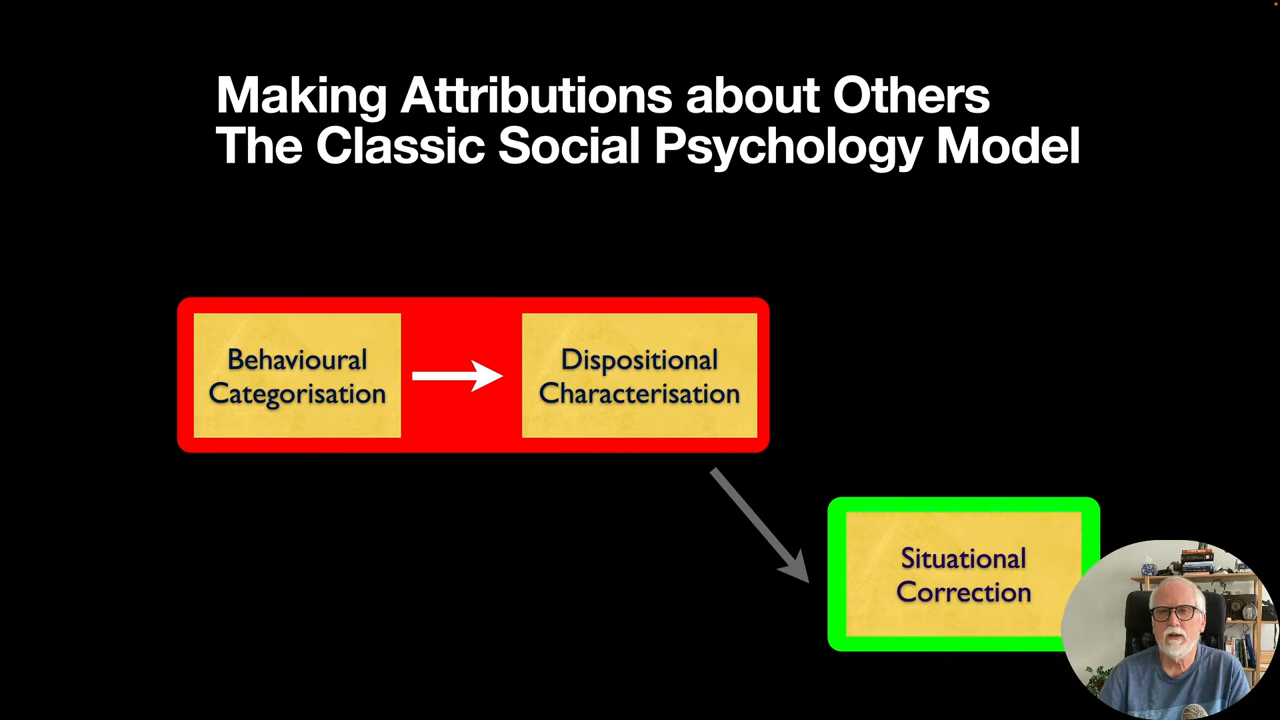 Making Attributions about Others
The Classic Social Psychology Model
Behavioural
Categorisation
Dispositional
Characterisation
Situational
Correction